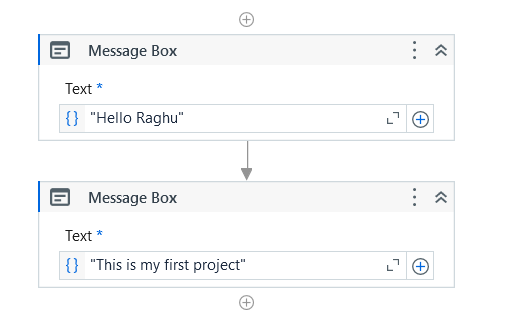 Message Box
Text *
{} "Hello Raghu"
Message Box
Text *
{} "This is my first project"